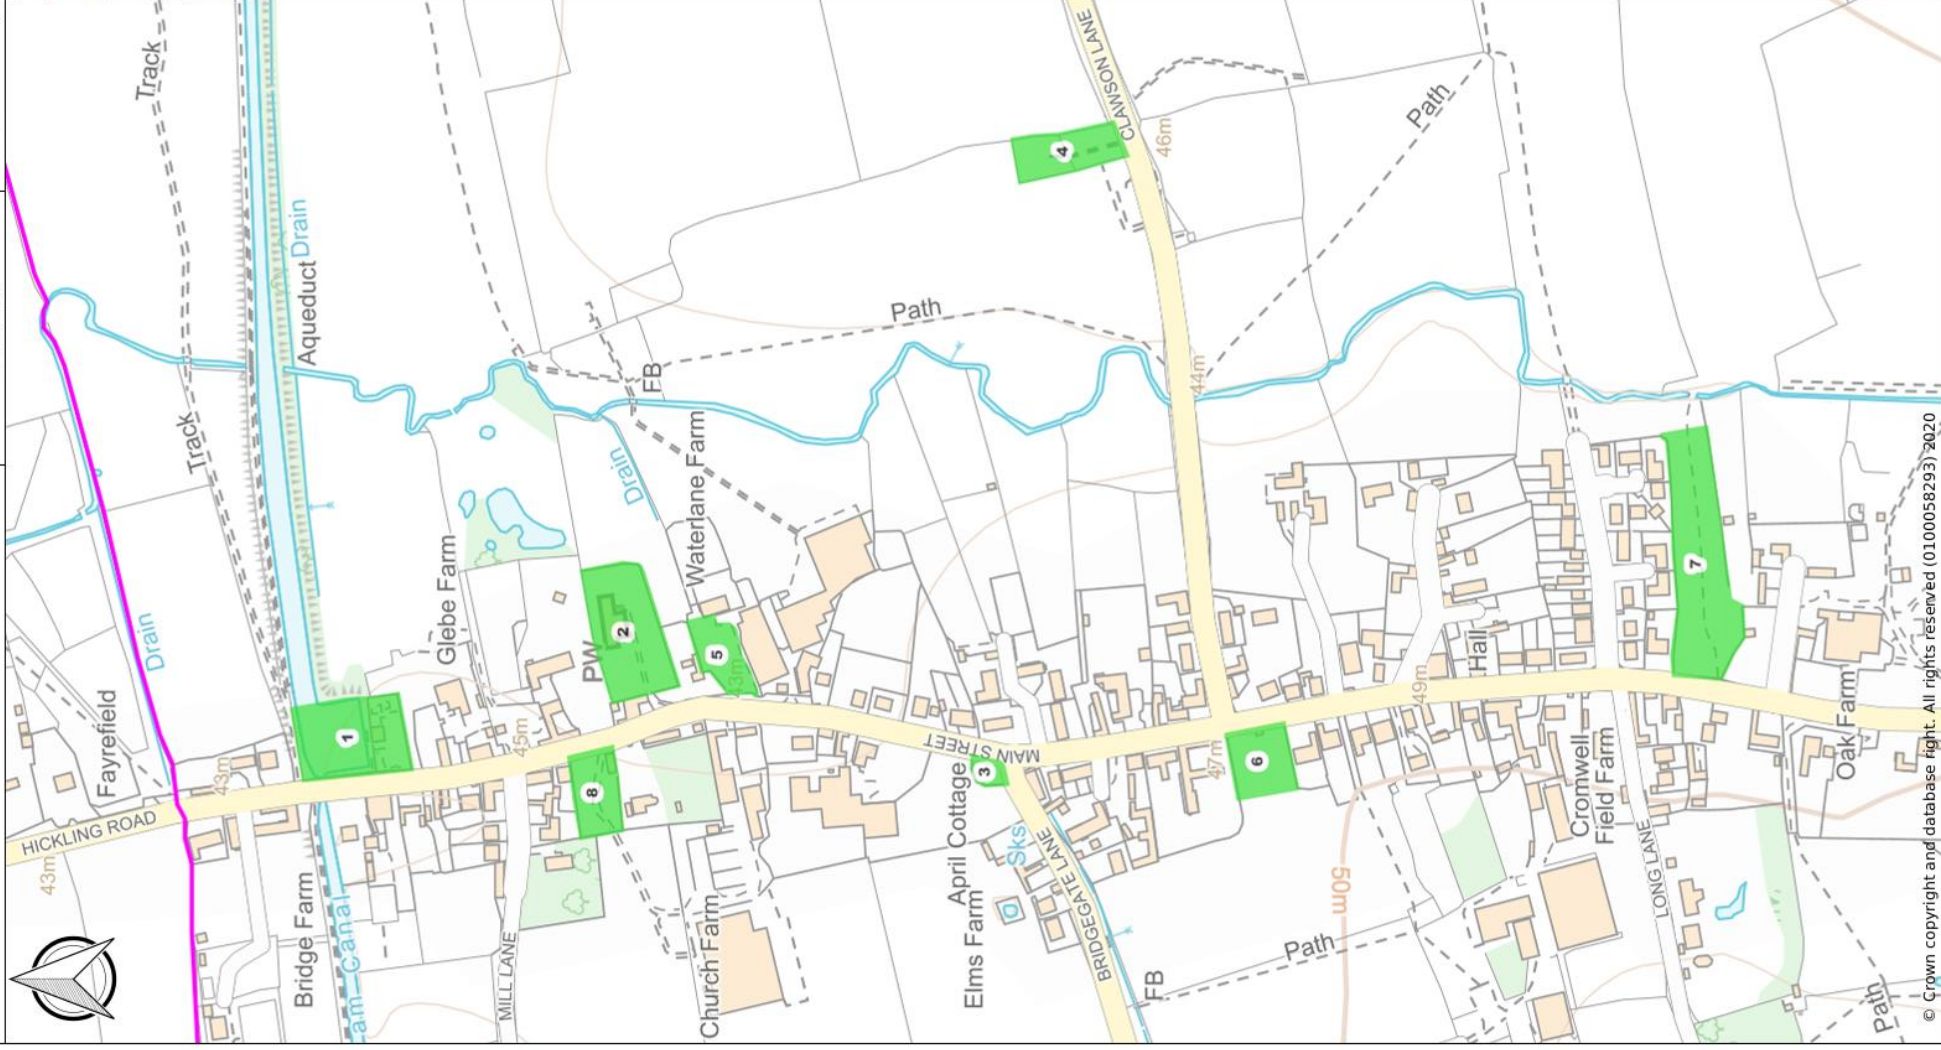 Track
CLAWSON LANE
46m
4
Path
Drain
Aqueduct
Path
FB
44m
Track
Drain
Waterlane Farm
Glebe Farm
Drain
Fayrefield
PW
2
5
43m
7
1
Hall
49m
45m
43m
HICKLING ROAD
43m
8
MAIN STREET
3
April Cottage
47m
6
Cromwell
Field Farm
Oak Farm
Sks
BRIDGEGATE LANE
LONG LANE
Bridge Farm
am Canal
MILL LANE
Church Farm
Elms Farm
FB
50m
Path
Path
© Crown copyright and database right. All rights reserved (0100058293) 2020